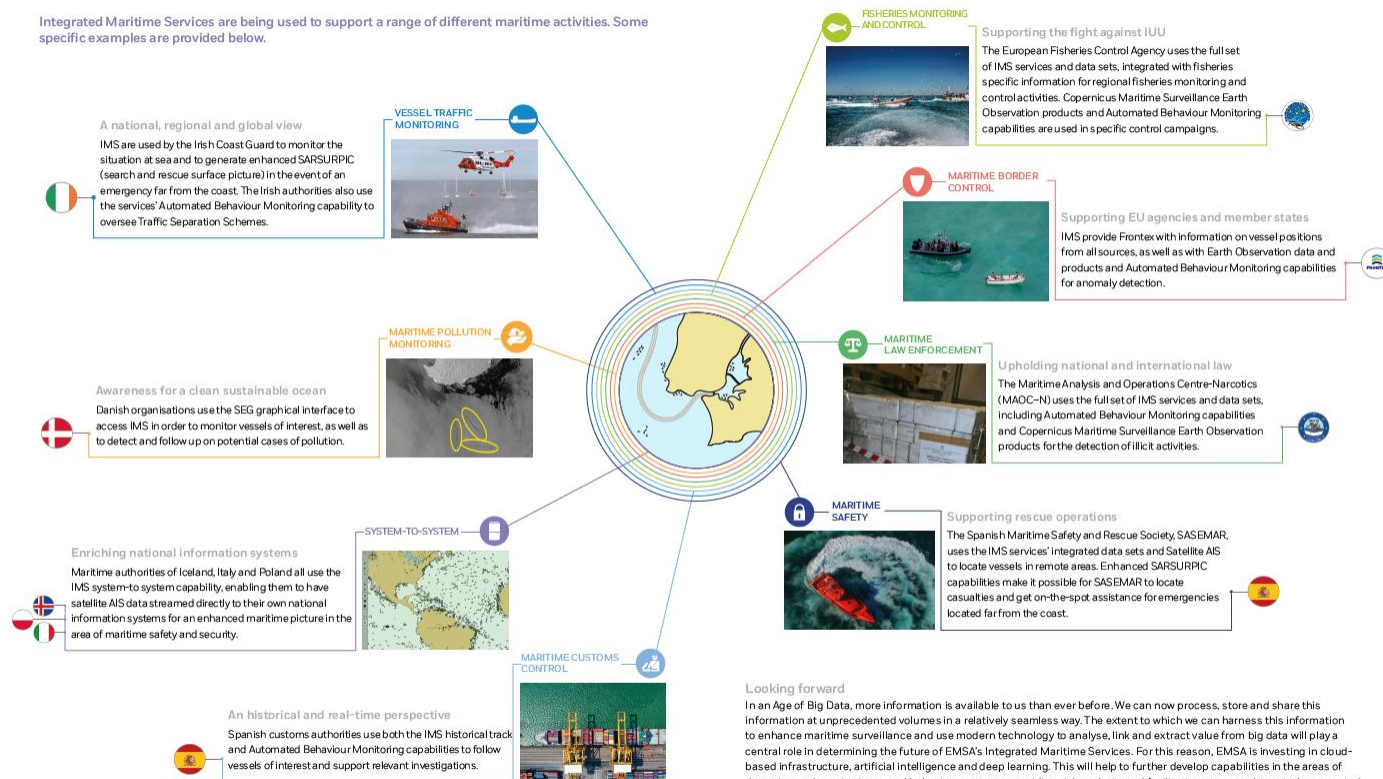 Integrated Maritime Services are being used to support a range of different maritime activities. Some
specific examples are provided below.
VESSEL TRAFFIC
MONITORING
A national, regional and global view
IMS are used by the Irish Coast Guard to monitor the
situation at sea and to generate enhanced SARSURPIC
(search and rescue surface picture) in the event of an
emergency far from the coast. The Irish authorities also use
the services' Automated Behaviour Monitoring capability to
oversee Traffic Separation Schemes.
MARITIME POLLUTION
MONITORING
Awareness for a clean sustainable ocean
Danish organisations use the SEG graphical interface to
access IMS in order to monitor vessels of interest, as well as
to detect and follow up on potential cases of pollution.
SYSTEM-TO-SYSTEM
Enriching national information systems
Maritime authorities of Iceland, Italy and Poland all use the
IMS system-to system capability, enabling them to have
satellite AIS data streamed directly to their own national
information systems for an enhanced maritime picture in the
area of maritime safety and security.
MARITIME CUSTOMS
CONTROL
An historical and real-time perspective
Spanish customs authorities use both the IMS historical track
and Automated Behaviour Monitoring capabilities to follow
vessels of interest and support relevant investigations.
FISHERIES MONITORING
AND CONTROL
Supporting the fight against IUU
The European Fisheries Control Agency uses the full set
of IMS services and data sets, integrated with fisheries
specific information for regional fisheries monitoring and
control activities. Copernicus Maritime Surveillance Earth
Observation products and Automated Behaviour Monitoring
capabilities are used in specific control campaigns.
MARITIME BORDER
CONTROL
Supporting EU agencies and member states
IMS provide Frontex with information on vessel positions
from all sources, as well as with Earth Observation data and
products and Automated Behaviour Monitoring capabilities
for anomaly detection.
MARITIME
LAW ENFORCEMENT
Upholding national and international law
The Maritime Analysis and Operations Centre–Narcotics
(MAOC–N) uses the full set of IMS services and data sets,
including Automated Behaviour Monitoring capabilities
and Copernicus Maritime Surveillance Earth Observation
products for the detection of illicit activities.
MARITIME
SAFETY
Supporting rescue operations
The Spanish Maritime Safety and Rescue Society, SASEMAR,
uses the IMS services' integrated data sets and Satellite AIS
to locate vessels in remote areas. Enhanced SARSURPIC
capabilities make it possible for SASEMAR to locate
casualties and get on-the-spot assistance for emergencies
located far from the coast.
Looking forward
In an Age of Big Data, more information is available to us than ever before. We can now process, store and share this
information at unprecedented volumes in a relatively seamless way. The extent to which we can harness this information
to enhance maritime surveillance and use modern technology to analyse, link and extract value from big data will play a
central role in determining the future of EMSA's Integrated Maritime Services. For this reason, EMSA is investing in cloud-
based infrastructure, artificial intelligence and deep learning. This will help to further develop capabilities in the areas of